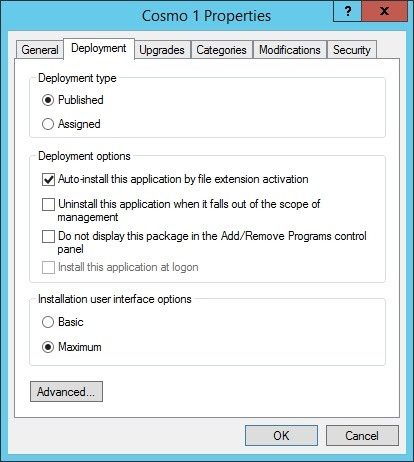 Cosmo 1 Properties
? x
General Deployment Upgrades Categories Modifications Security
Deployment type
Published
Assigned
Deployment options
Auto-install this application by file extension activation
Uninstall this application when it falls out of the scope of
management
Do not display this package in the Add/Remove Programs control
panel
Install this application at logon
Installation user interface options
Basic
Maximum
Advanced...
OK Cancel